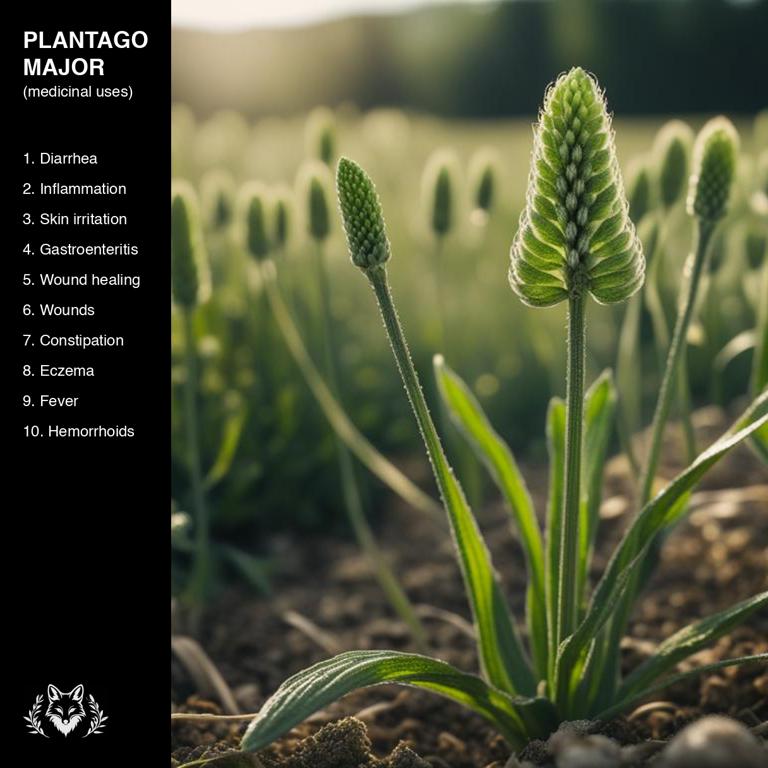 PLANTAGO
MAJOR
(medicinal uses)
1. Diarrhea
2. Inflammation
3. Skin irritation
4. Gastroenteritis
5. Wound healing
6. Wounds
7. Constipation
8. Eczema
9. Fever
10. Hemorrhoids